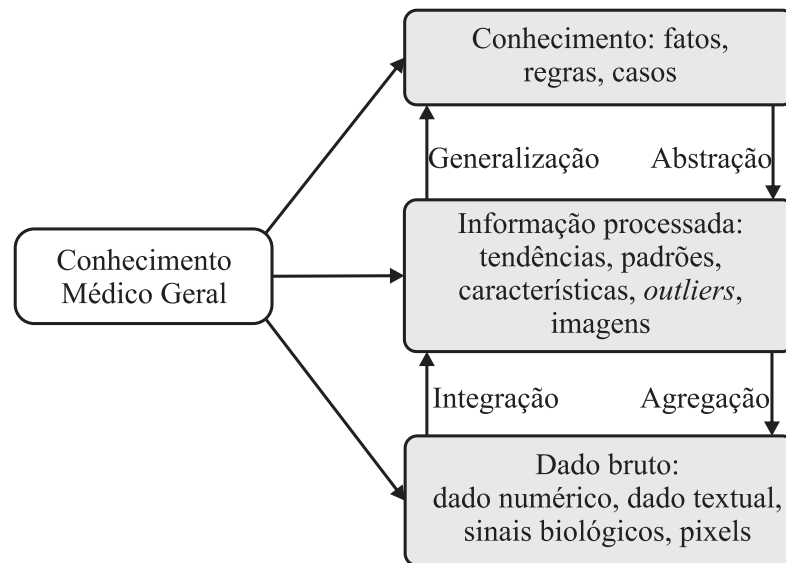 Conhecimento: fatos,
regras, casos
Generalização
Abstração
Conhecimento
Médico Geral
Informação processada:
tendências, padrões,
características, outliers,
imagens
Integração
Agregação
Dado bruto:
dado numérico, dado textual,
sinais biológicos, pixels